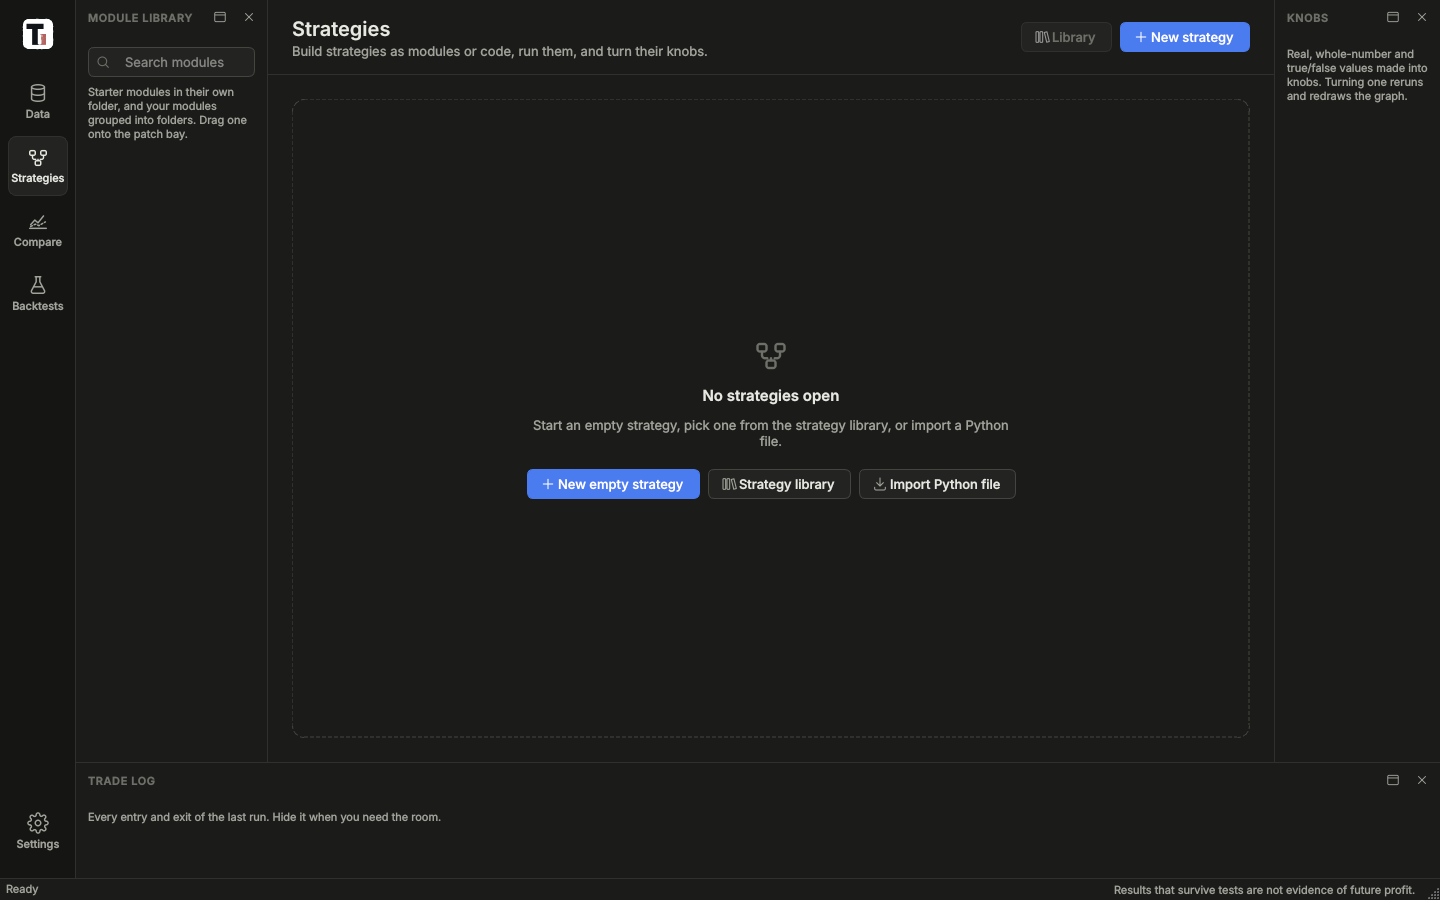 MODULE LIBRARY
Search modules
Starter modules in their own
folder, and your modules
grouped into folders. Drag one
onto the patch bay.
Data
Strategies
Compare
Backtests
Settings
Strategies
Build strategies as modules or code, run them, and turn their knobs.
Library
New strategy
No strategies open
Start an empty strategy, pick one from the strategy library, or import a Python
file.
New empty strategy
Strategy library
Import Python file
KNOBS
Real, whole-number and
true/false values made into
knobs. Turning one reruns
and redraws the graph.
TRADE LOG
Every entry and exit of the last run. Hide it when you need the room.
Ready
Results that survive tests are not evidence of future profit.